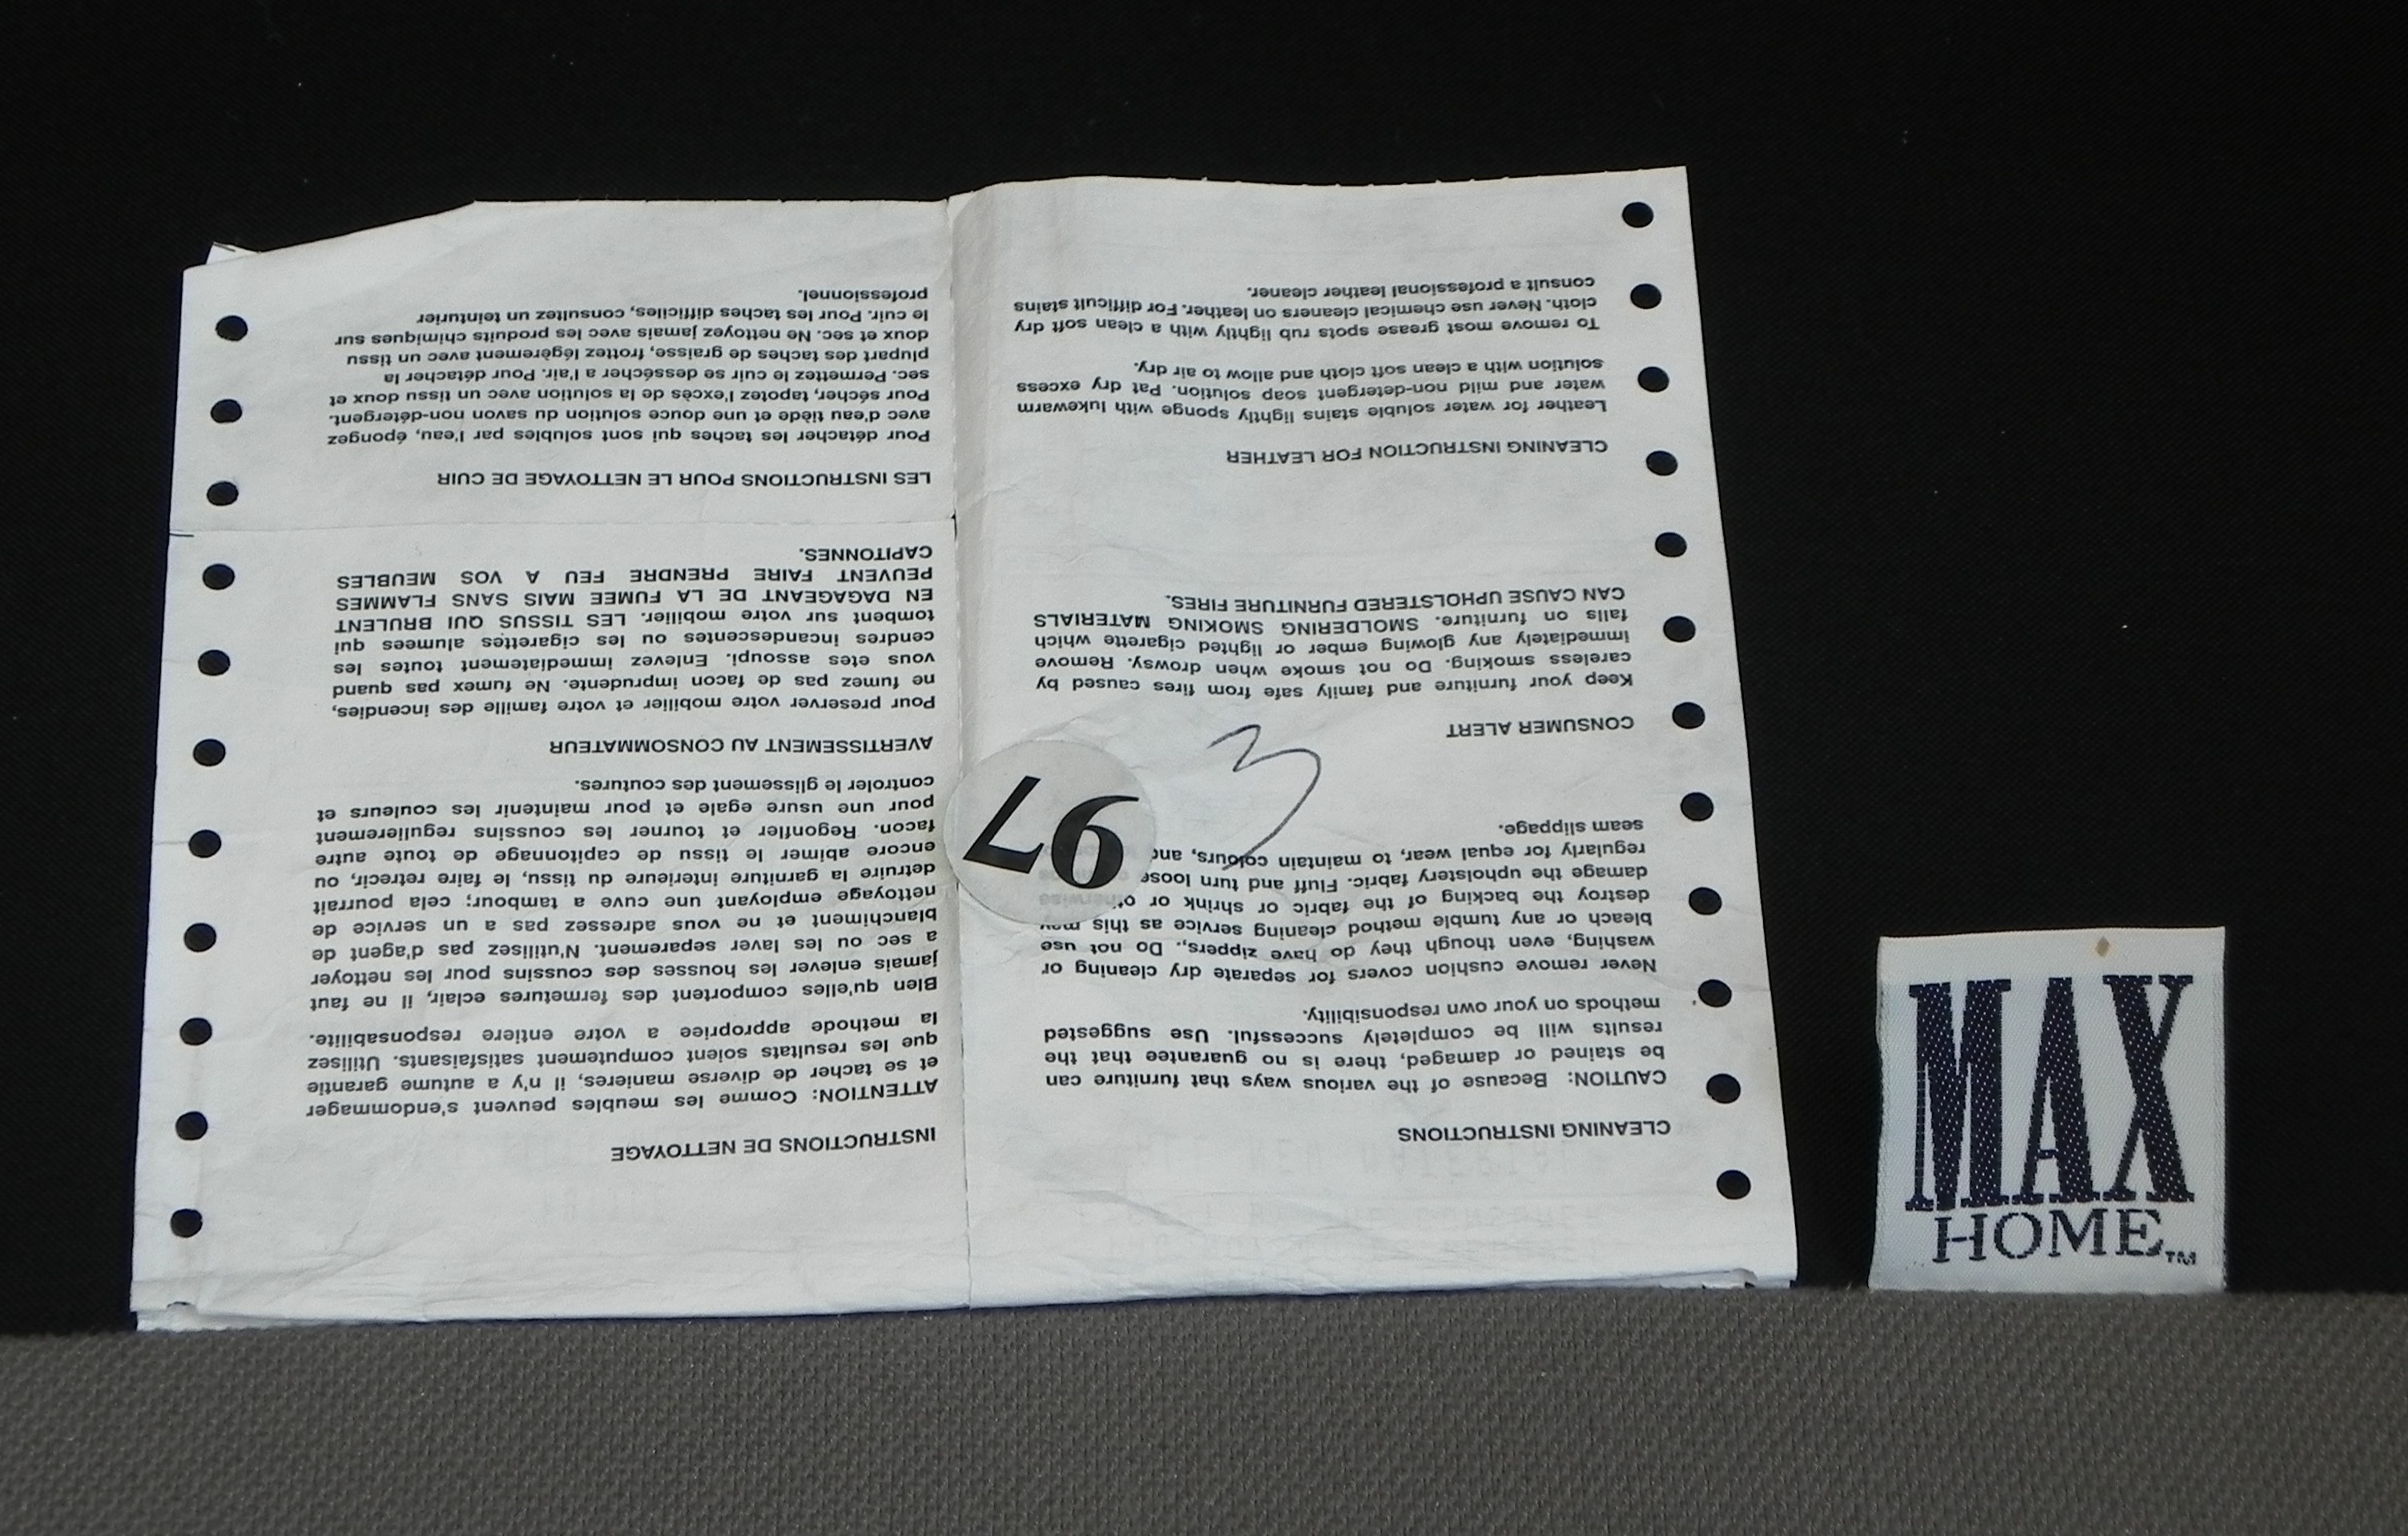 CLEANING INSTRUCTIONS
CAUTION: Because of the various ways that furniture can
be stained or damaged, there is no guarantee that the
results will be completely successful. Use suggested
methods on your own responsibility.
Never remove cushion covers for separate dry cleaning or
washing, even though they do have zippers,. Do not use
bleach or any tumble method cleaning service as this may
destroy the backing of the fabric or shrink or otherwise
damage the upholstery fabric. Fluff and turn loose
regularly for equal wear, to maintain colours, and
seam slippage.
97
3
CONSUMER ALERT
Keep your furniture and family safe from fires caused by
careless smoking. Do not smoke when drowsy. Remove
immediately any glowing ember or lighted cigarette which
falls on furniture. SMOLDERING SMOKING MATERIALS
CAN CAUSE UPHOLSTERED FURNITURE FIRES.
CLEANING INSTRUCTION FOR LEATHER
Leather for water soluble stains lightly sponge with lukewarm
water and mild non-detergent soap solution. Pat dry excess
solution with a clean soft cloth and allow to air dry.
To remove most grease spots rub lightly with a clean soft dry
cloth. Never use chemical cleaners on leather. For difficult stains
consult a professional leather cleaner.
INSTRUCTIONS DE NETTOYAGE
ATTENTION: Comme les meubles peuvent s'endommager
et se tacher de diverse manieres, il n'y a autume garantie
que les resultats soient computement satisfaisants. Utilisez
la methode appropriee a votre entiere responsabilite.
Bien qu'elles comportent des fermetures eclair, il ne faut
jamais enlever les housses des coussins pour les nettoyer
a sec ou les laver separement. N'utilisez pas d'agent de
blanchiment et ne vous adressez pas a un service de
nettoyage employant une cuve a tambour; cela pourrait
detruire la garniture interieure du tissu, le faire retrecir, ou
encore abimer le tissu de capitonnage de toute autre
facon. Regonfler et tourner les coussins regulierement
pour une usure egale et pour maintenir les couleurs et
controler le glissement des coutures.
AVERTISSEMENT AU CONSOMMATEUR
Pour preserver votre mobilier et votre famille des incendies,
ne fumez pas de facon imprudente. Ne fumex pas quand
vous etes assoupi. Enlevez immediatement toutes les
cendres incandescentes ou les cigarettes alumees qui
tombent sur votre mobilier. LES TISSUS QUI BRULENT
EN DAGAGEANT DE LA FUMEE MAIS SANS FLAMMES
PEUVENT FAIRE PRENDRE FEU A VOS MEUBLES
CAPITONNES.
LES INSTRUCTIONS POUR LE NETTOYAGE DE CUIR
Pour détacher les taches qui sont solubles par l'eau, épongez
avec d'eau tiède et une douce solution du savon non-détergent.
Pour sécher, tapotez l'excés de la solution avec un tissu doux et
sec. Permettez le cuir se dessécher a l'air. Pour détacher la
plupart des taches de graisse, frottez légèrement avec un tissu
doux et sec. Ne nettoyez jamais avec les produits chimiques sur
le cuir. Pour les taches difficiles, consultez un teinturier
professionnel.
MAX
HOME™